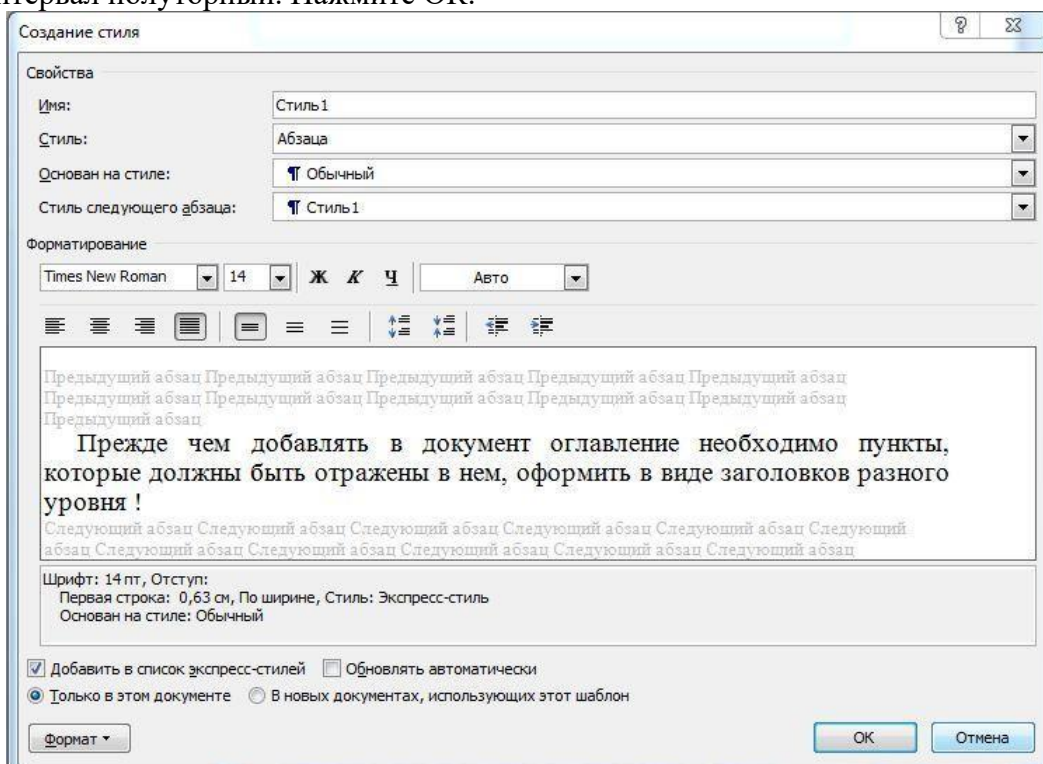 нтервал полуторный. Нажмите ОК.
Создание стиля
Свойства
Имя: Стиль1
Стиль: Абзаца
Основан на стиле: ¶ Обычный
Стиль следующего абзаца: ¶ Стиль1
Форматирование
Times New Roman 14 Ж К Ч Авто
Предыдущий абзац Предыдущий абзац Предыдущий абзац Предыдущий абзац Предыдущий абзац
Предыдущий абзац Предыдущий абзац Предыдущий абзац Предыдущий абзац Предыдущий абзац
Предыдущий абзац
Прежде чем добавлять в документ оглавление необходимо пункты,
которые должны быть отражены в нем, оформить в виде заголовков разного
уровня !
Следующий абзац Следующий абзац Следующий абзац Следующий абзац Следующий абзац Следующий
абзац Следующий абзац Следующий абзац Следующий абзац Следующий абзац Следующий абзац
Шрифт: 14 пт, Отступ:
Первая строка: 0,63 см, По ширине, Стиль: Экспресс-стиль
Основан на стиле: Обычный
Добавить в список экспресс-стилей Обновлять автоматически
Только в этом документе В новых документах, использующих этот шаблон
Формат ОК Отмена